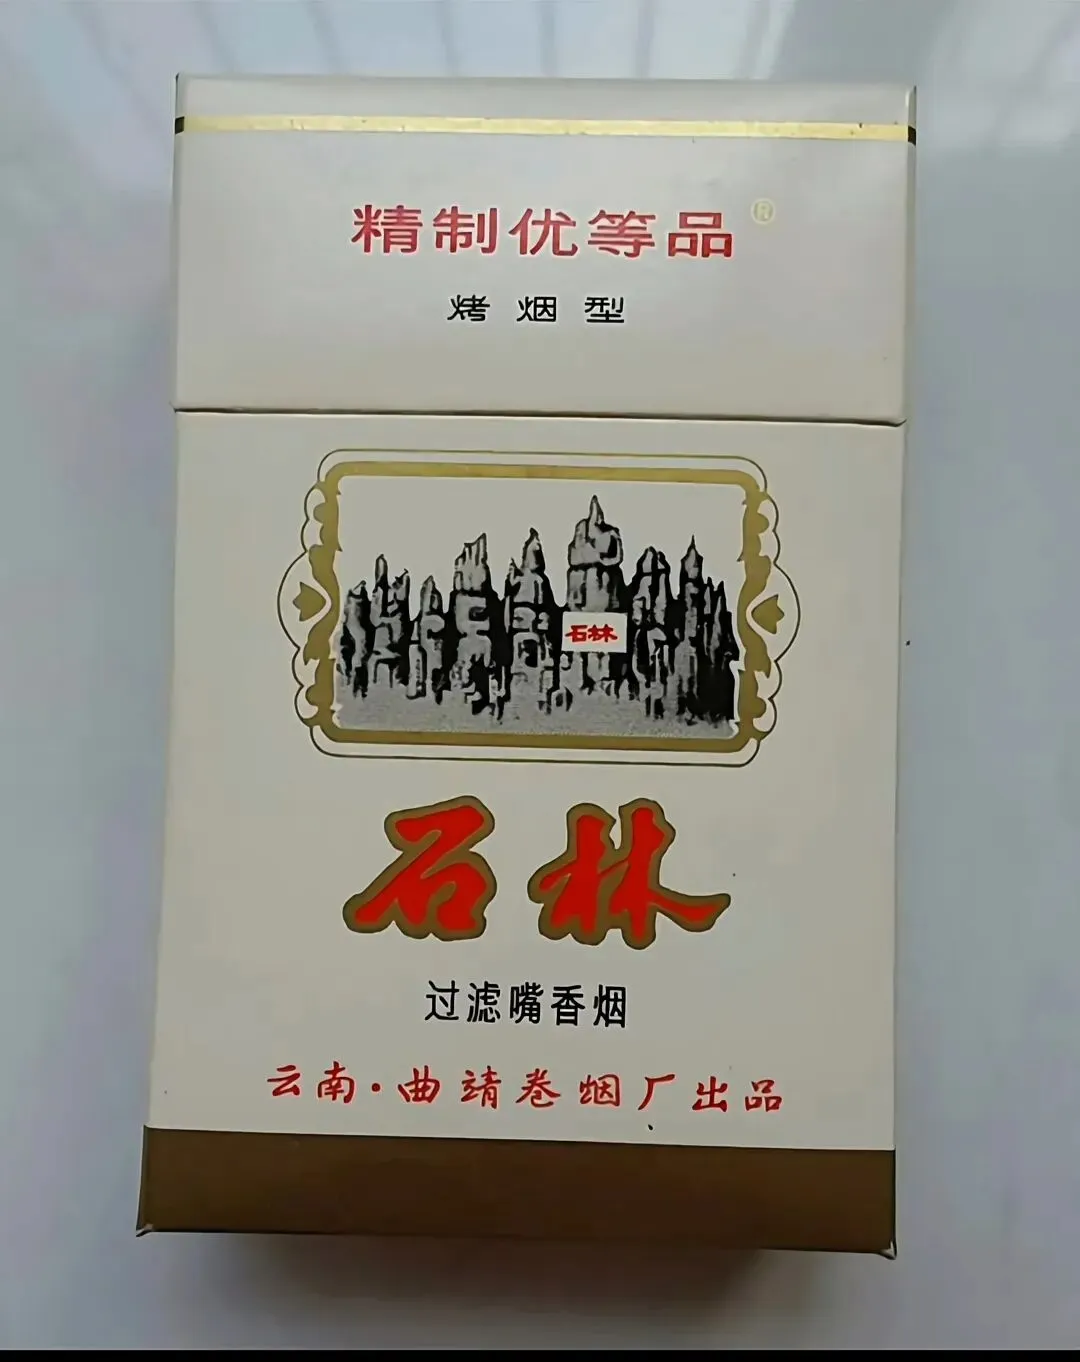 精制优等品®
烤烟型
石林
石林
过滤嘴香烟
云南·曲靖卷烟厂出品